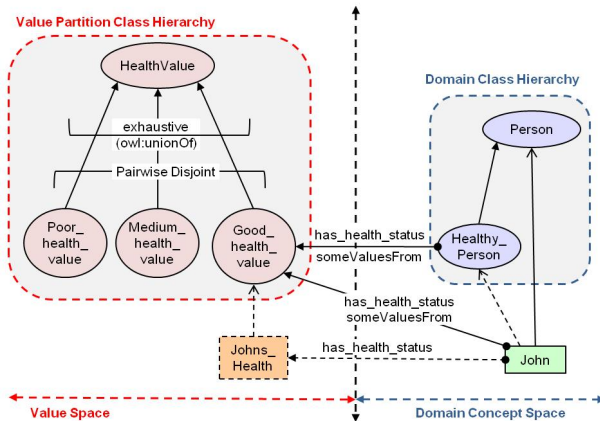 Value Partition Class Hierarchy
HealthValue
Domain Class Hierarchy
Person
exhaustive
(owl:unionOf)
Pairwise Disjoint
Poor_
health_
value
Medium_
health_
value
Good_
health_
value
has_health_status
someValuesFrom
Healthy_
Person
has_health_status
someValuesFrom
Johns_
Health
has_health_status
John
Value Space
Domain Concept Space